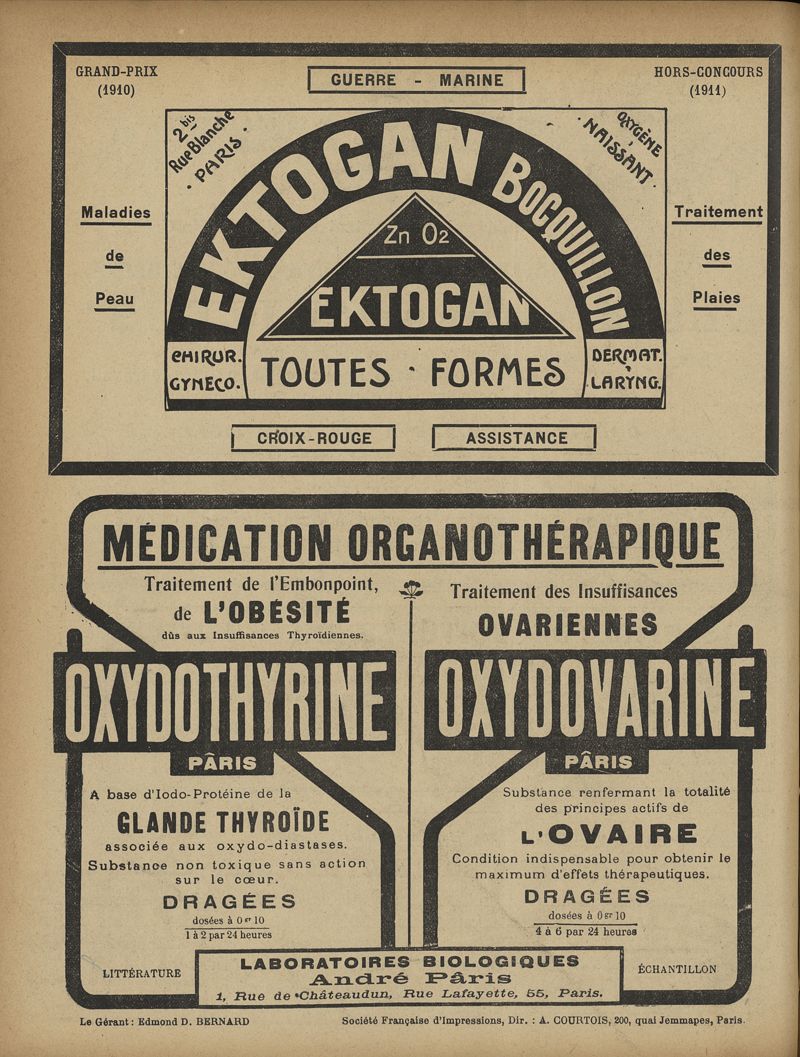 GRAND-PRIX
(1910)
GUERRE - MARINE
HORS-CONCOURS
(1911)
2 bis
Rue Blanche
· PARIS ·
OXYGÈNE
· NAISSANT ·
EKTOGAN BOCQUILLON
Maladies
de
Peau
Traitement
des
Plaies
Zn O2
EKTOGAN
CHIRUR.
GYNECO.
TOUTES · FORMES
DERMAT.
LARYNG.
CROIX-ROUGE
ASSISTANCE
MÉDICATION ORGANOTHÉRAPIQUE
Traitement de l'Embonpoint,
de L'OBÉSITÉ
dûs aux Insuffisances Thyroïdiennes.
OXYDOTHYRINE
PÂRIS
A base d'Iodo-Protéine de la
GLANDE THYROÏDE
associée aux oxydo-diastases.
Substance non toxique sans action
sur le cœur.
DRAGÉES
dosées à 0 gr 10
1 à 2 par 24 heures
Traitement des Insuffisances
OVARIENNES
OXYDOVARINE
PÂRIS
Substance renfermant la totalité
des principes actifs de
L'OVAIRE
Condition indispensable pour obtenir le
maximum d'effets thérapeutiques.
DRAGÉES
dosées à 0 gr 10
4 à 6 par 24 heures
LITTÉRATURE
LABORATOIRES BIOLOGIQUES
André Pâris
1, Rue de Châteaudun, Rue Lafayette, 55, Paris.
ÉCHANTILLON
Le Gérant : Edmond D. BERNARD
Société Française d'Impressions, Dir. : A. COURTOIS, 200, quai Jemmapes, Paris.